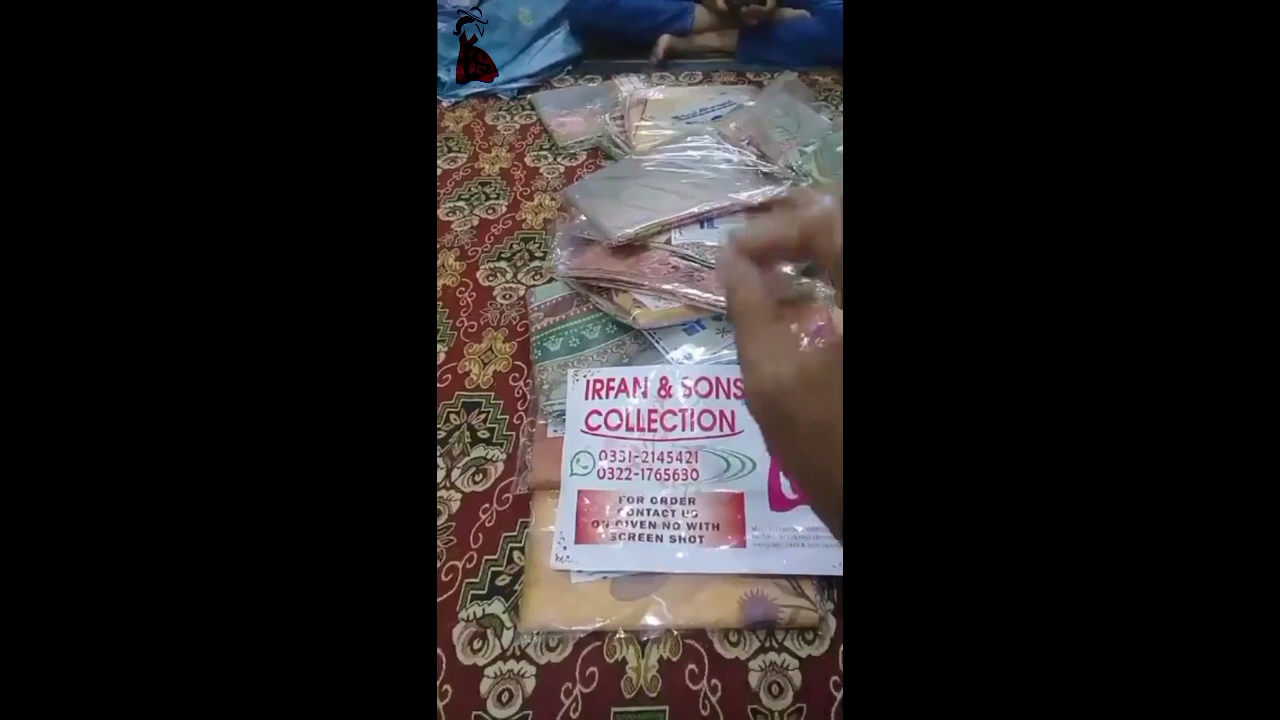 IRFAN & SONS
COLLECTION
0331-2145421
0322-1765630
FOR ORDER
CONTACT US
ON GIVEN NO WITH
SCREEN SHOT